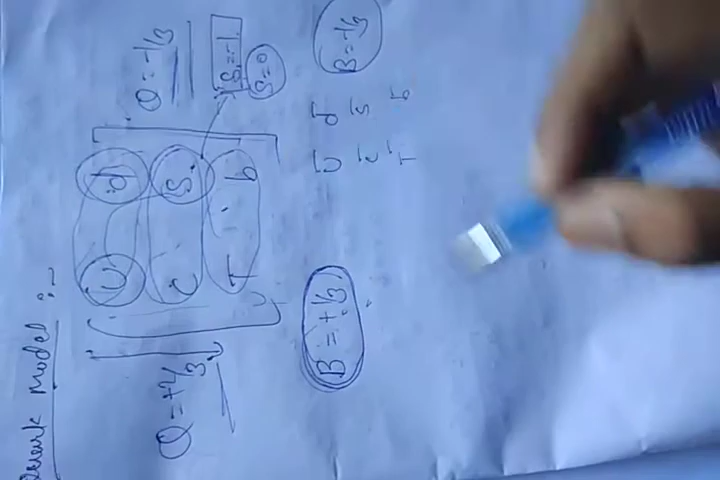 Quark model :-
Q = +2/3
U d
C S
T b
Q = -1/3
S = -1
S = 0
B = +1/3
ū d̄
c̄ s̄
T̄ b̄
B = -1/3